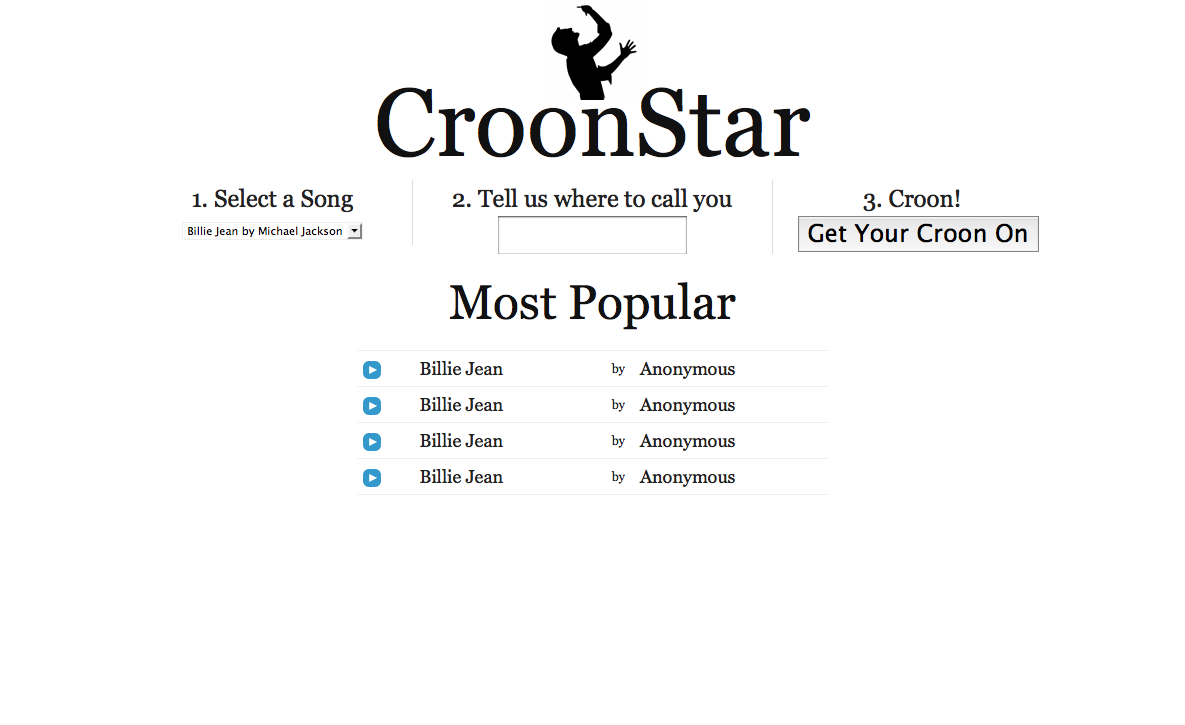 CroonStar
1. Select a Song
Billie Jean by Michael Jackson
2. Tell us where to call you
3. Croon!
Get Your Croon On
Most Popular
Billie Jean by Anonymous
Billie Jean by Anonymous
Billie Jean by Anonymous
Billie Jean by Anonymous